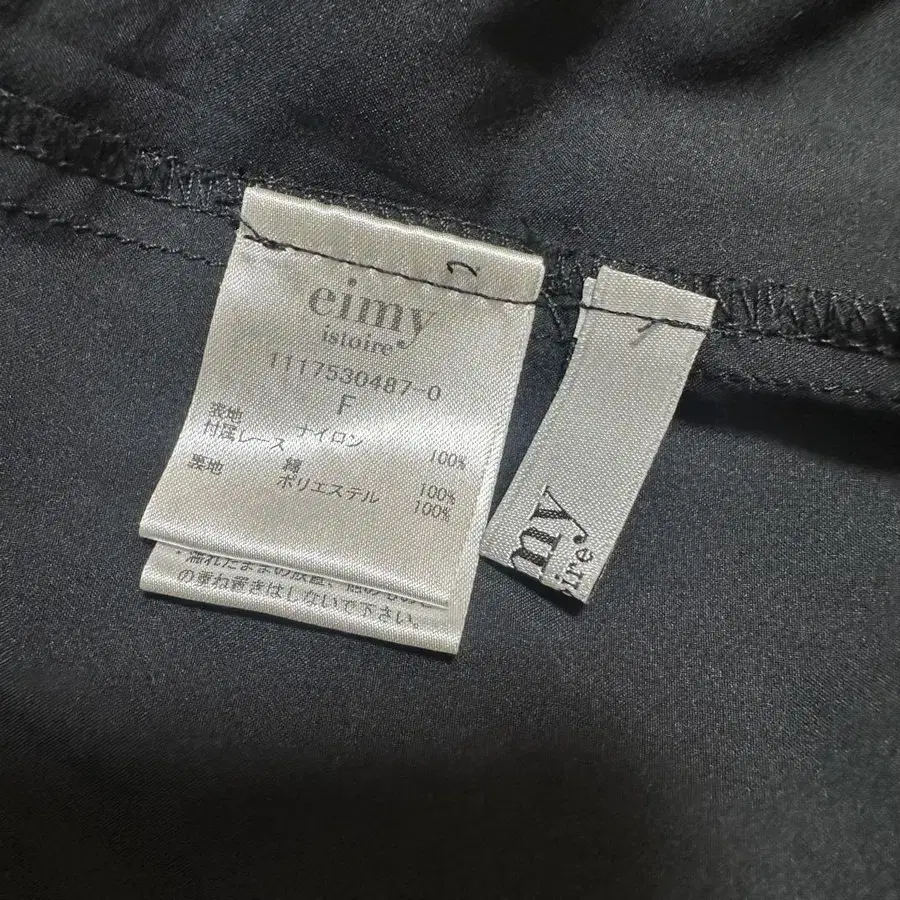 eimy
istoire®
1117530487-0
F
表地 ナイロン 100%
付属レース 綿 100%
裏地 ポリエステル 100%
の重ね置きはしないで下さい。
my
oire®